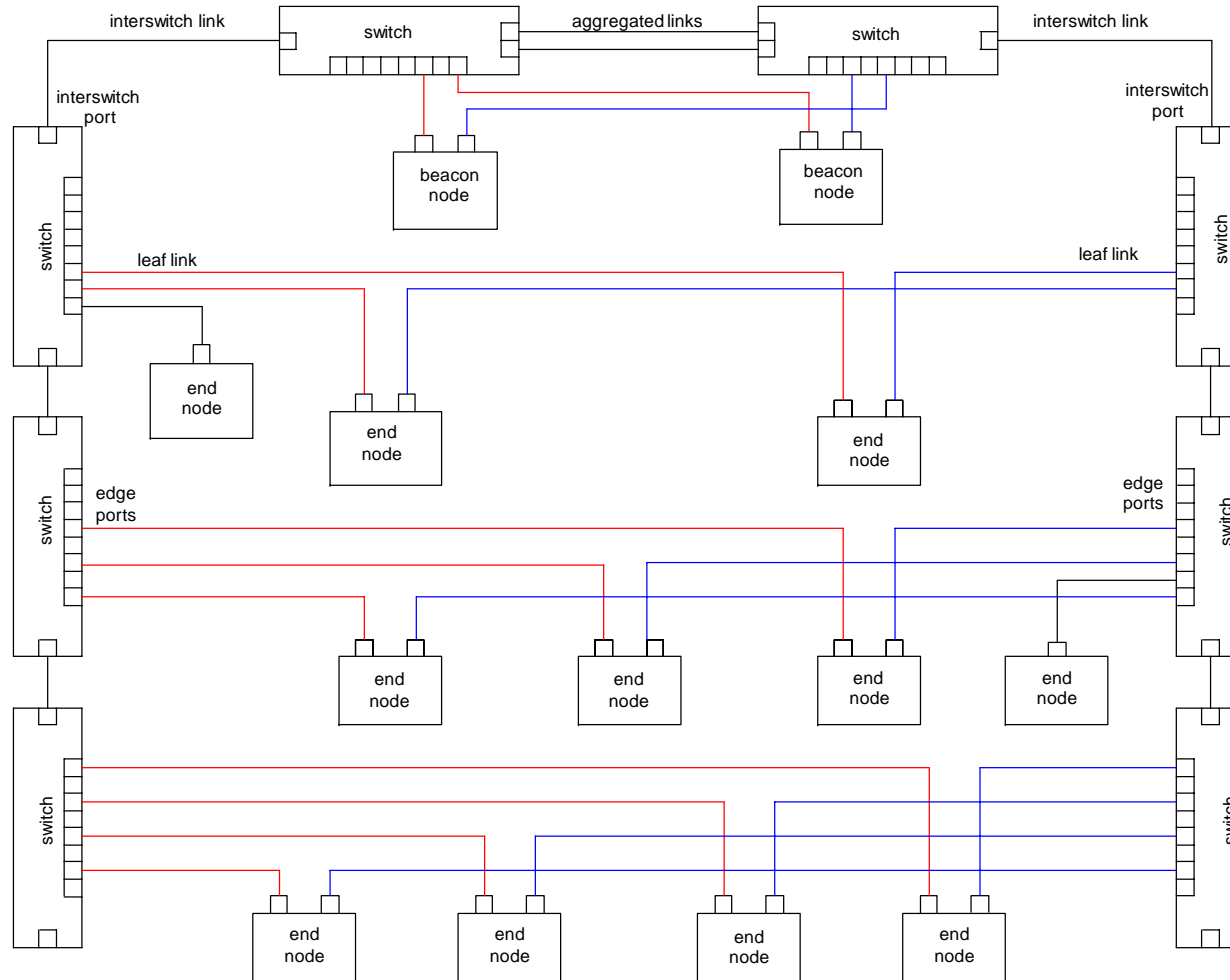 interswitch link
switch
aggregated links
switch
interswitch link
interswitch
port
interswitch
port
beacon
node
beacon
node
switch
switch
leaf link
leaf link
end
node
end
node
end
node
edge
ports
edge
ports
switch
switch
end
node
end
node
end
node
end
node
switch
switch
end
node
end
node
end
node
end
node